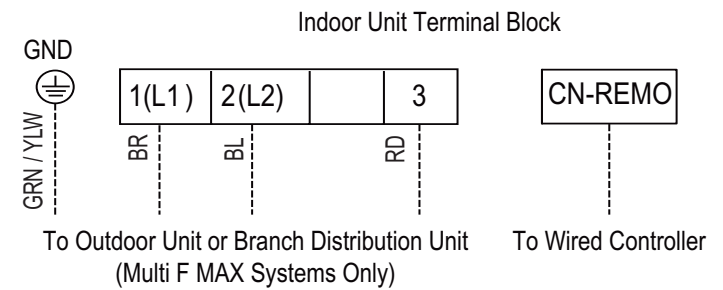 Indoor Unit Terminal Block
GND
1(L1) 2(L2) 3
CN-REMO
GRN / YLW
BR
BL
RD
To Outdoor Unit or Branch Distribution Unit
(Multi F MAX Systems Only)
To Wired Controller